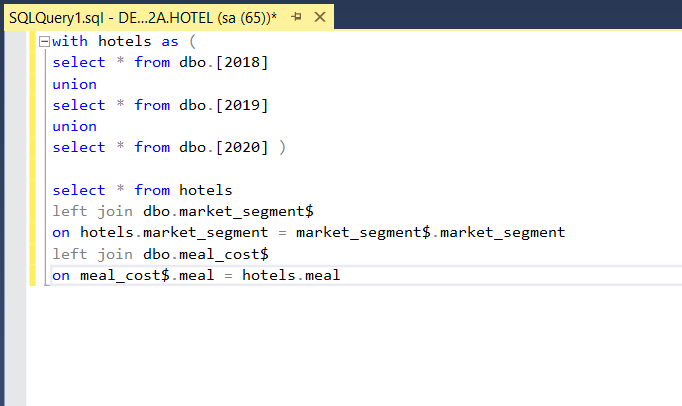 SQLQuery1.sql - DE...2A.HOTEL (sa (65))*
with hotels as (
select * from dbo.[2018]
union
select * from dbo.[2019]
union
select * from dbo.[2020] )
select * from hotels
left join dbo.market_segment$
on hotels.market_segment = market_segment$.market_segment
left join dbo.meal_cost$
on meal_cost$.meal = hotels.meal